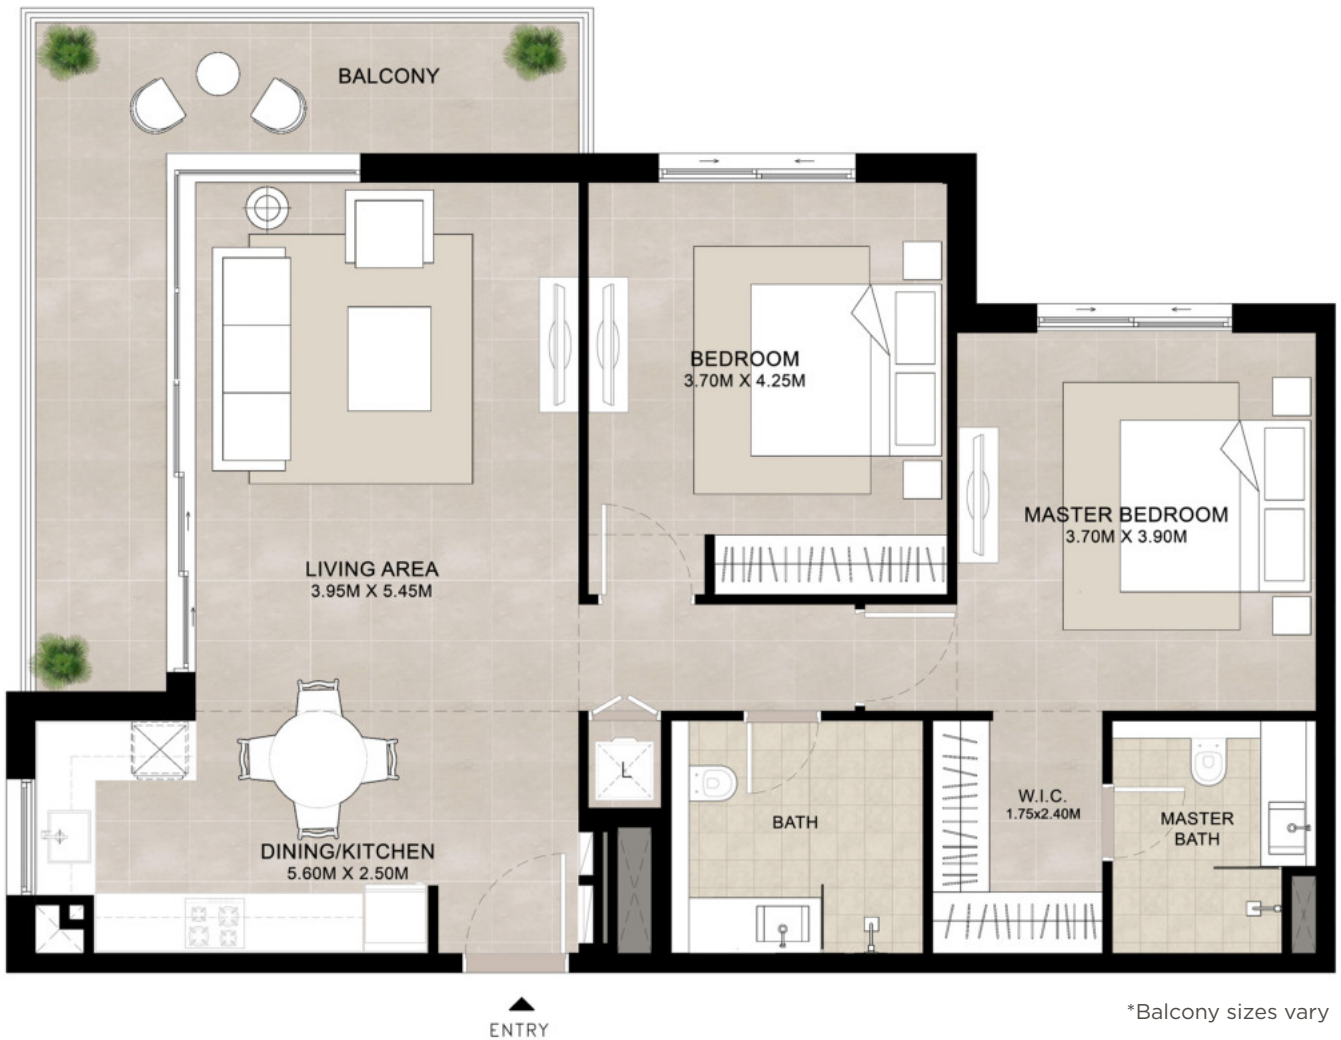 BALCONY
BEDROOM
3.70M X 4.25M
MASTER BEDROOM
3.70M X 3.90M
LIVING AREA
3.95M X 5.45M
L
W.I.C.
1.75x2.40M
BATH
MASTER
BATH
DINING/KITCHEN
5.60M X 2.50M
ENTRY
*Balcony sizes vary